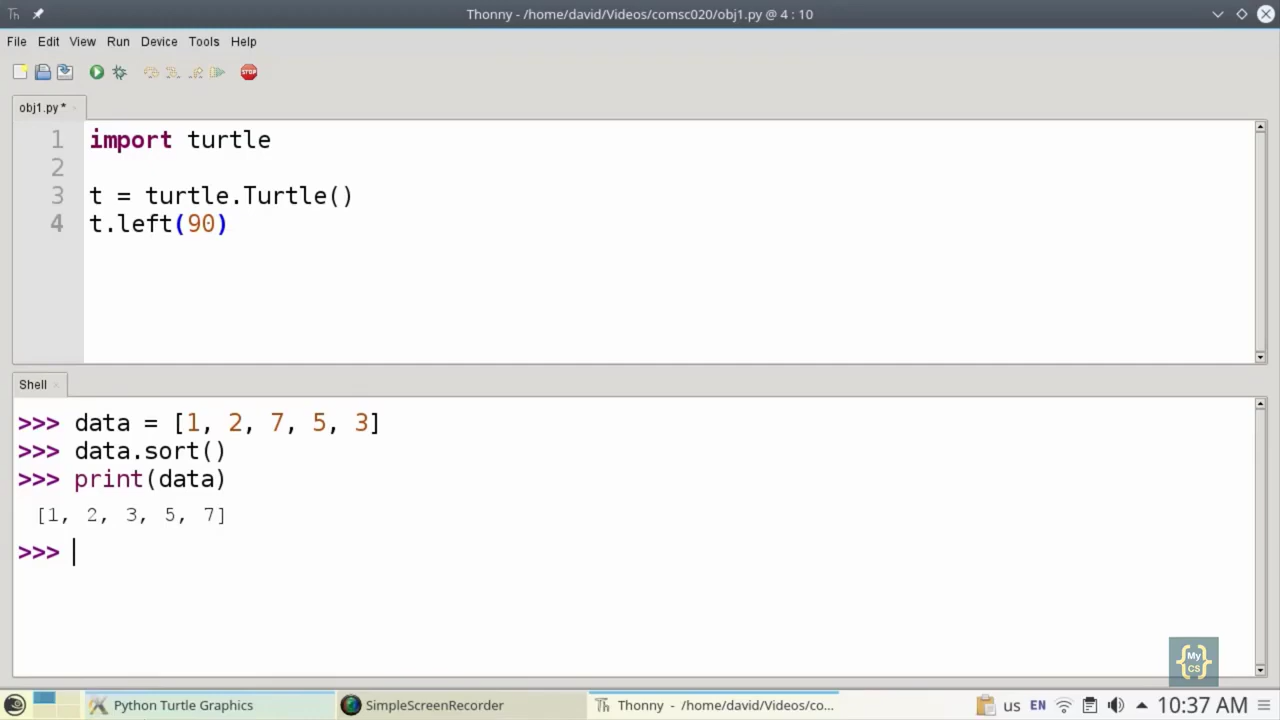 Thonny - /home/david/Videos/comsc020/obj1.py @ 4 : 10
File Edit View Run Device Tools Help
STOP
obj1.py *
1 import turtle
2
3 t = turtle.Turtle()
4 t.left(90)
Shell
>>> data = [1, 2, 7, 5, 3]
>>> data.sort()
>>> print(data)
[1, 2, 3, 5, 7]
>>>
{My CS}
Python Turtle Graphics SimpleScreenRecorder Thonny - /home/david/Videos/co... us EN 10:37 AM